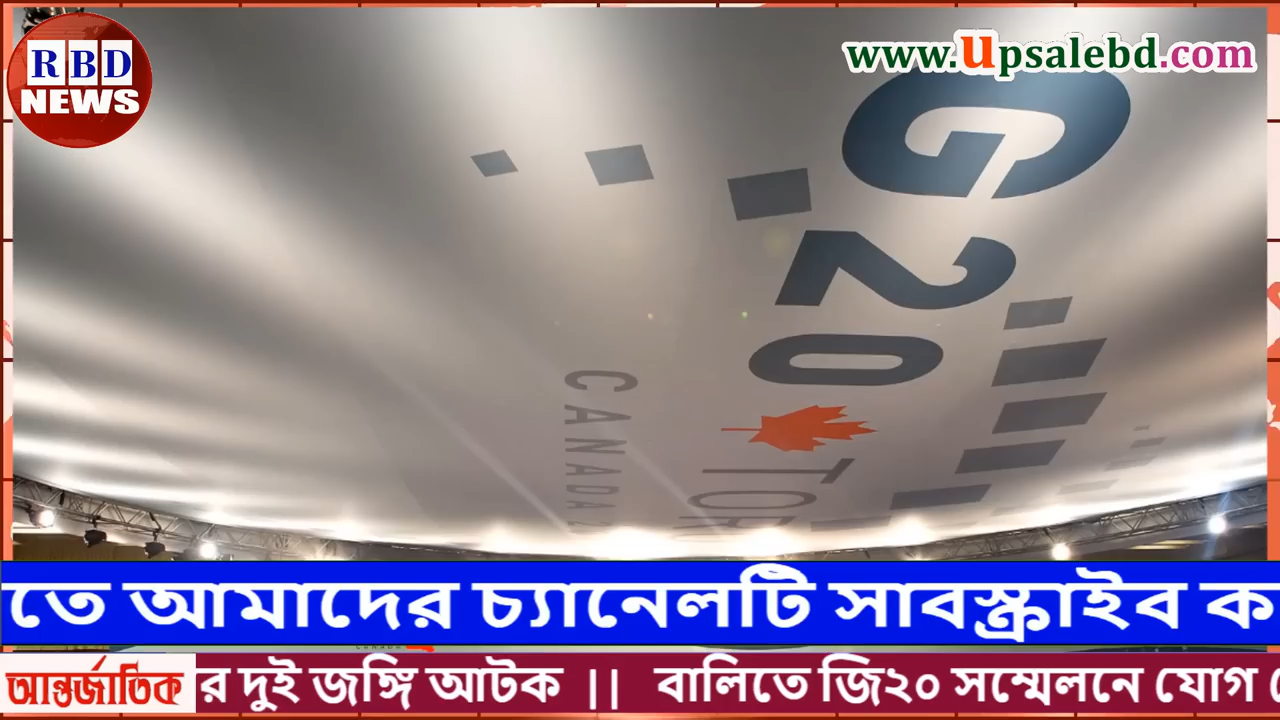 RBD
NEWS
www.Upsalebd.com
G20
CANADA
TOR
তে আমাদের চ্যানেলটি সাবস্ক্রাইব ক
আন্তর্জাতিক
র দুই জঙ্গি আটক || বালিতে জি২০ সম্মেলনে যোগ